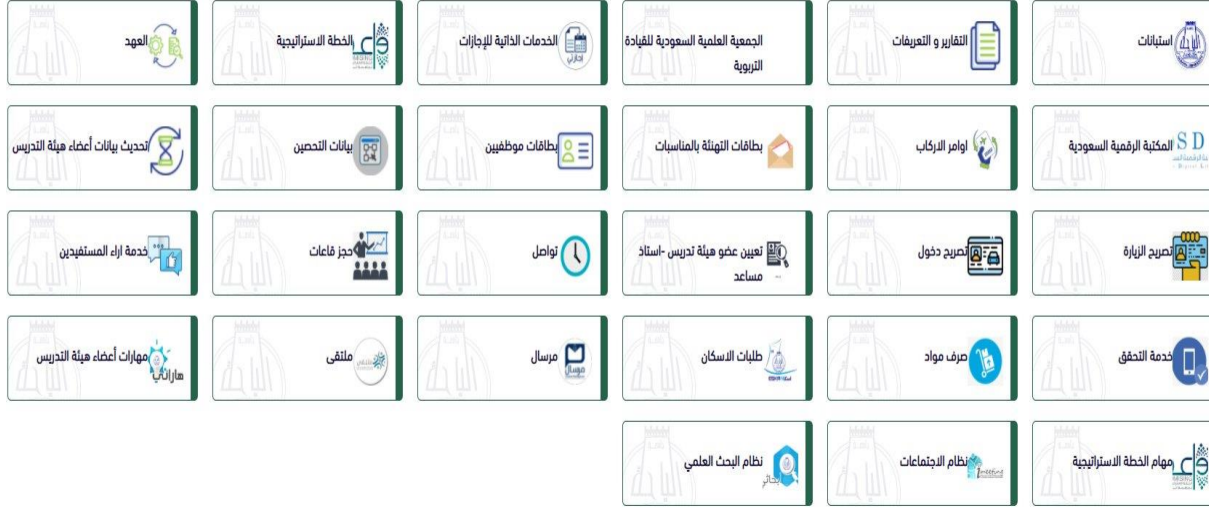 استبانات
التقارير و التعريفات
الجمعية العلمية السعودية للقيادة
التربوية
الخدمات الذاتية للإجازات
إجازتي
الخطة الاستراتيجية
العهد
S D
المكتبة الرقمية السعودية
اوامر الاركاب
بطاقات التهنئة بالمناسبات
بطاقات موظفيين
بيانات التحصين
تحديث بيانات أعضاء هيئة التدريس
تصريح الزيارة
تصريح دخول
تعيين عضو هيئة تدريس -استاذ
مساعد
تواصل
حجز قاعات
خدمة اراء المستفيدين
خدمة التحقق
صرف مواد
طلبات الاسكان
مرسال
مرسال
ملتقى
مهارات أعضاء هيئة التدريس
مهاراتي
مهام الخطة الاستراتيجية
نظام الاجتماعات
نظام البحث العلمي